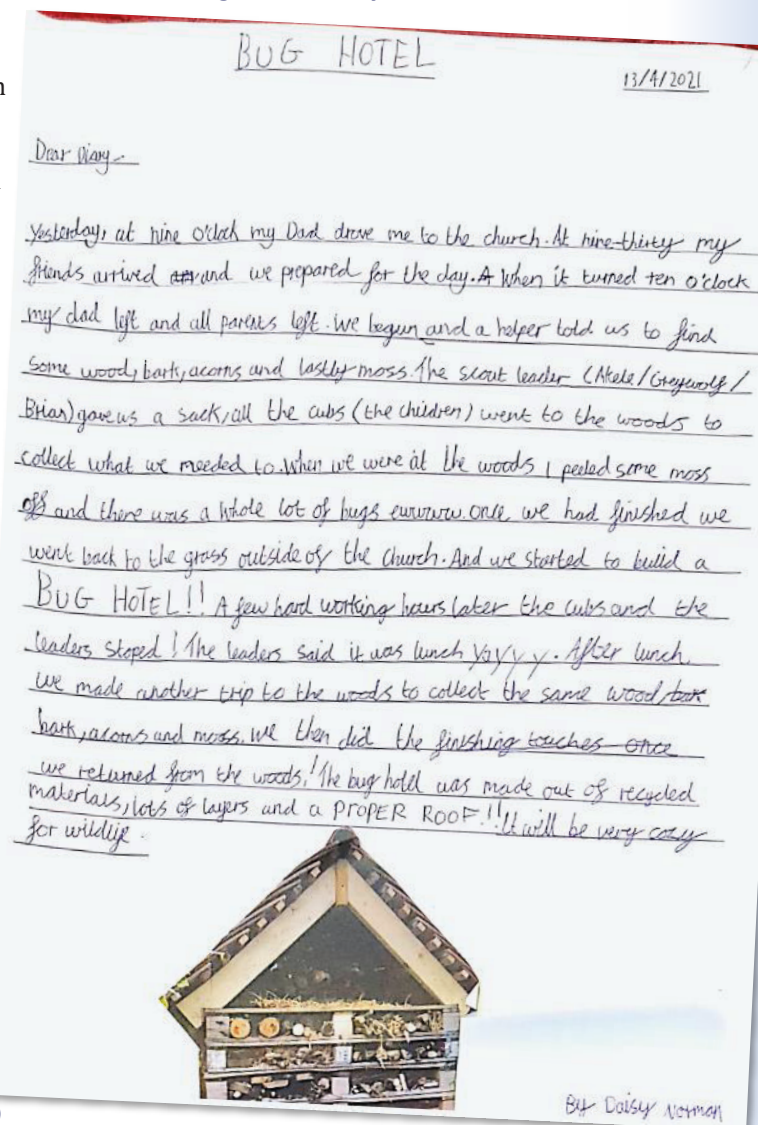 BUG HOTEL
13/4/2021
Dear Diary
Yesterday, at nine o'clock my Dad drove me to the church. At nine-thirty my
friends arrived and we prepared for the day. When it turned ten o'clock
my dad left and all parents left. We begun and a helper told us to find
some wood, bark, acorns and lastly moss. The scout leader (Akela/Greywolf/
Brian) gave us a sack, all the cubs (the children) went to the woods to
collect what we needed to. When we were at the woods I peeled some moss
off and there was a whole lot of bugs ewwww. once we had finished we
went back to the grass outside of the church. And we started to build a
BUG HOTEL!! A few hard working hours later the cubs and the
leaders stoped! The leaders said it was lunch yayyy. After lunch
we made another trip to the woods to collect the same wood,
bark, acorns and moss. we then did the finishing touches once
we returned from the woods! The bug hotel was made out of recycled
materials, lots of layers and a PROPER ROOF!! It will be very cozy
for wildlife.
By Daisy Norman